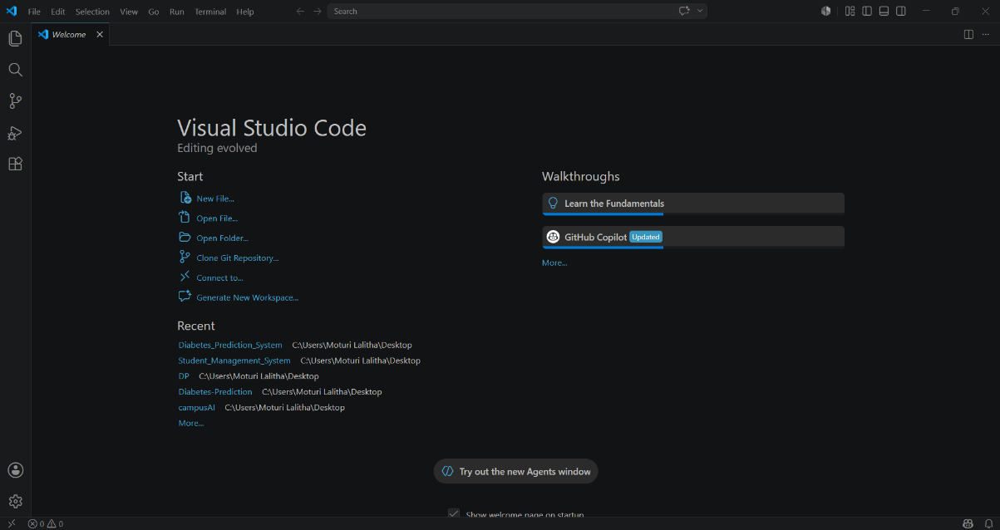 File Edit Selection View Go Run Terminal Help Search
Welcome
Visual Studio Code
Editing evolved
Start
New File...
Open File...
Open Folder...
Clone Git Repository...
Connect to...
Generate New Workspace...
Recent
Diabetes_Prediction_System C:\Users\Moturi Lalitha\Desktop
Student_Management_System C:\Users\Moturi Lalitha\Desktop
DP C:\Users\Moturi Lalitha\Desktop
Diabetes-Prediction C:\Users\Moturi Lalitha\Desktop
campusAI C:\Users\Moturi Lalitha\Desktop
More...
Walkthroughs
Learn the Fundamentals
GitHub Copilot Updated
More...
Try out the new Agents window
Show welcome page on startup
0 0